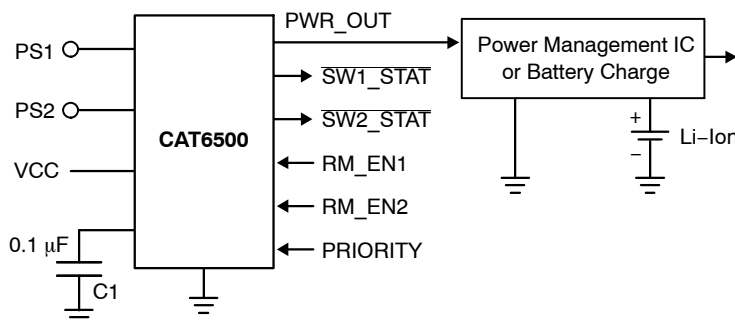 PWR_OUT
PS1
Power Management IC
or Battery Charge
SW1_STAT
PS2
SW2_STAT
CAT6500
+
Li−Ion
−
VCC
RM_EN1
RM_EN2
0.1 μF
PRIORITY
C1